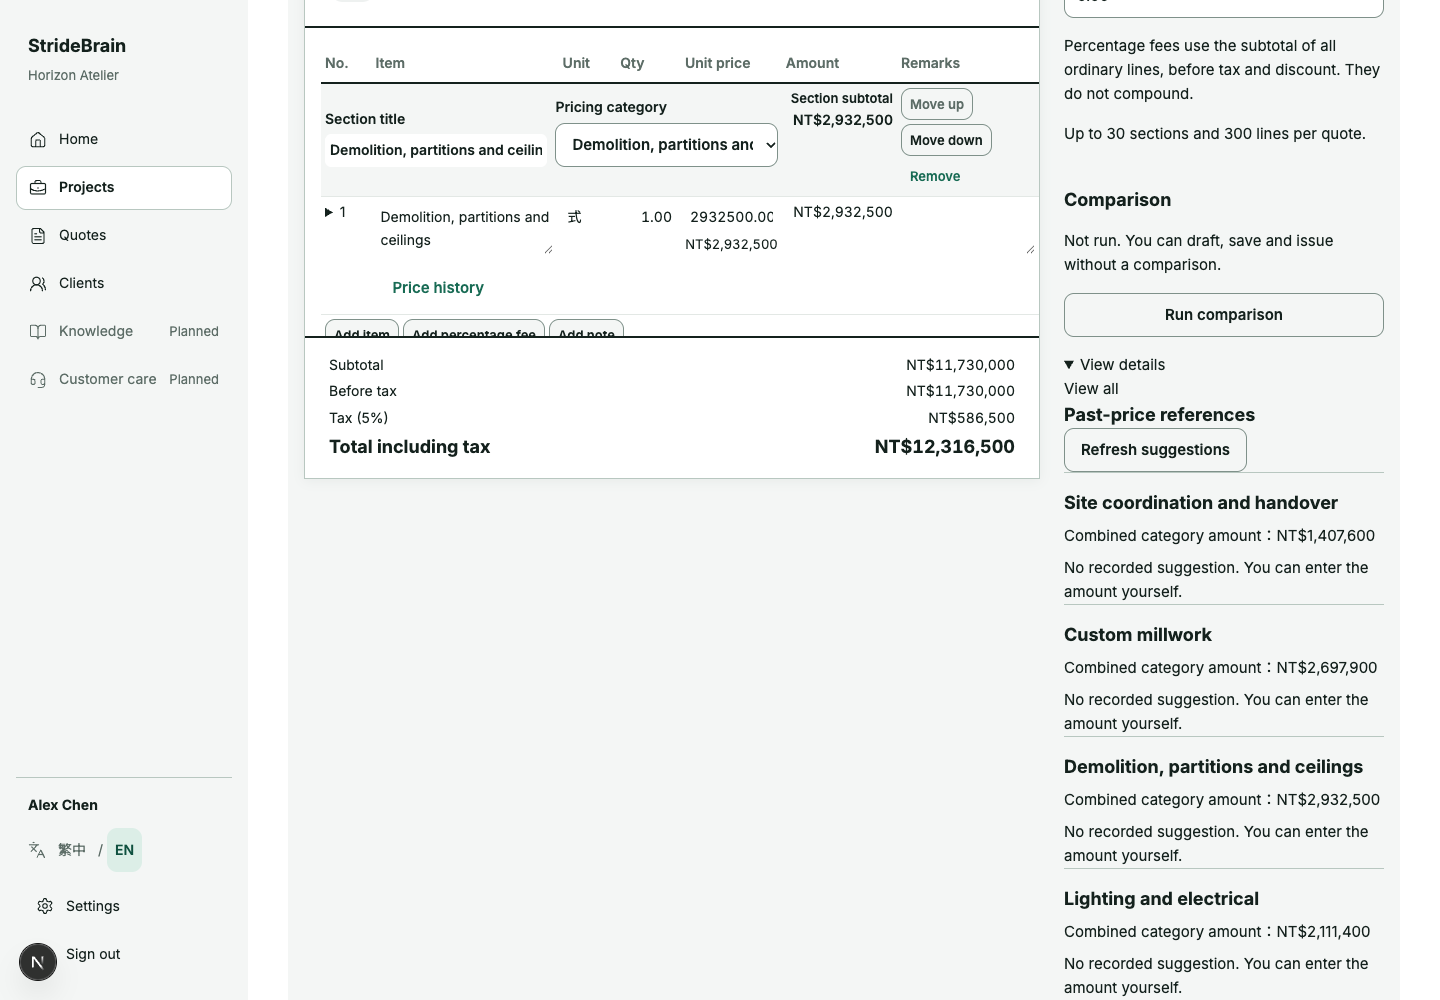 StrideBrain
Horizon Atelier
Home
Projects
Quotes
Clients
Knowledge Planned
Customer care Planned
Alex Chen
繁中 / EN
Settings
Sign out
N
No. Item Unit Qty Unit price Amount Remarks
Section title
Demolition, partitions and ceilin
Pricing category
Demolition, partitions and
Section subtotal
NT$2,932,500
Move up
Move down
Remove
1
Demolition, partitions and
ceilings
式
1.00
2932500.00
NT$2,932,500
NT$2,932,500
Price history
Add item Add percentage fee Add note
Subtotal NT$11,730,000
Before tax NT$11,730,000
Tax (5%) NT$586,500
Total including tax NT$12,316,500
Percentage fees use the subtotal of all
ordinary lines, before tax and discount. They
do not compound.
Up to 30 sections and 300 lines per quote.
Comparison
Not run. You can draft, save and issue
without a comparison.
Run comparison
View details
View all
Past-price references
Refresh suggestions
Site coordination and handover
Combined category amount：NT$1,407,600
No recorded suggestion. You can enter the
amount yourself.
Custom millwork
Combined category amount：NT$2,697,900
No recorded suggestion. You can enter the
amount yourself.
Demolition, partitions and ceilings
Combined category amount：NT$2,932,500
No recorded suggestion. You can enter the
amount yourself.
Lighting and electrical
Combined category amount：NT$2,111,400
No recorded suggestion. You can enter the
amount yourself.